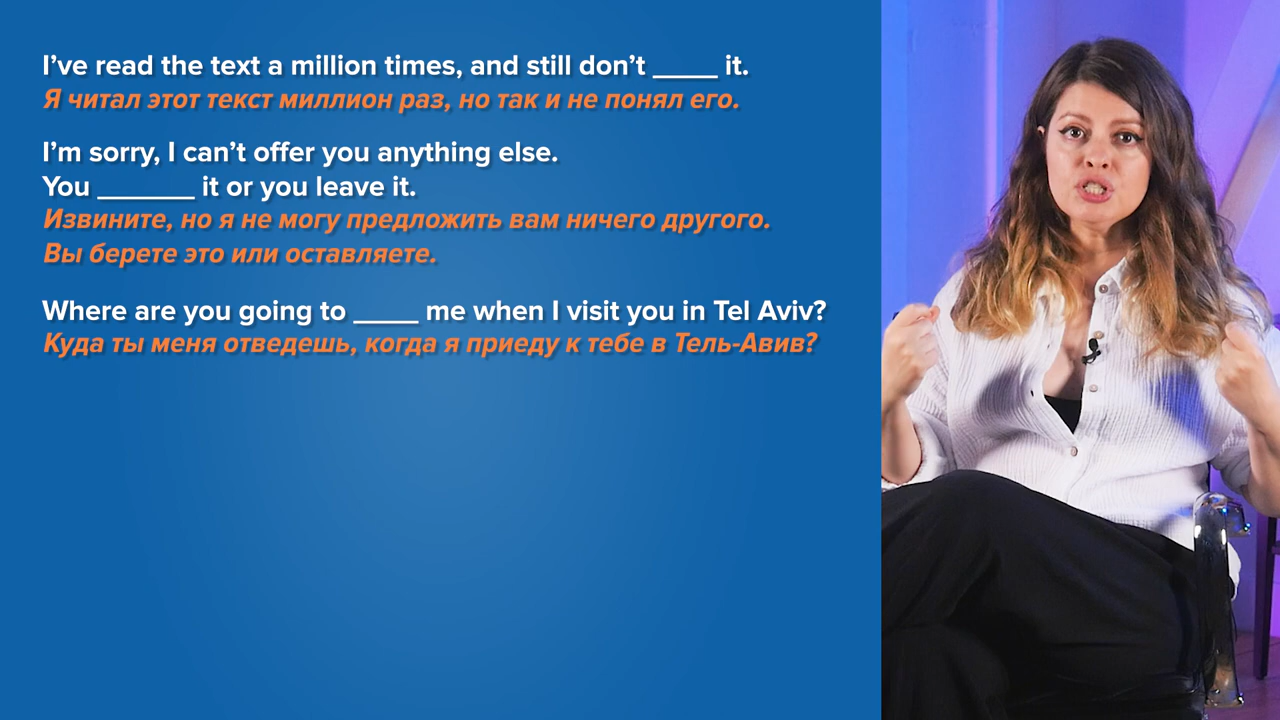 I’ve read the text a million times, and still don’t ____ it.
Я читал этот текст миллион раз, но так и не понял его.
I’m sorry, I can’t offer you anything else.
You ______ it or you leave it.
Извините, но я не могу предложить вам ничего другого.
Вы берете это или оставляете.
Where are you going to ____ me when I visit you in Tel Aviv?
Куда ты меня отведешь, когда я приеду к тебе в Тель-Авив?